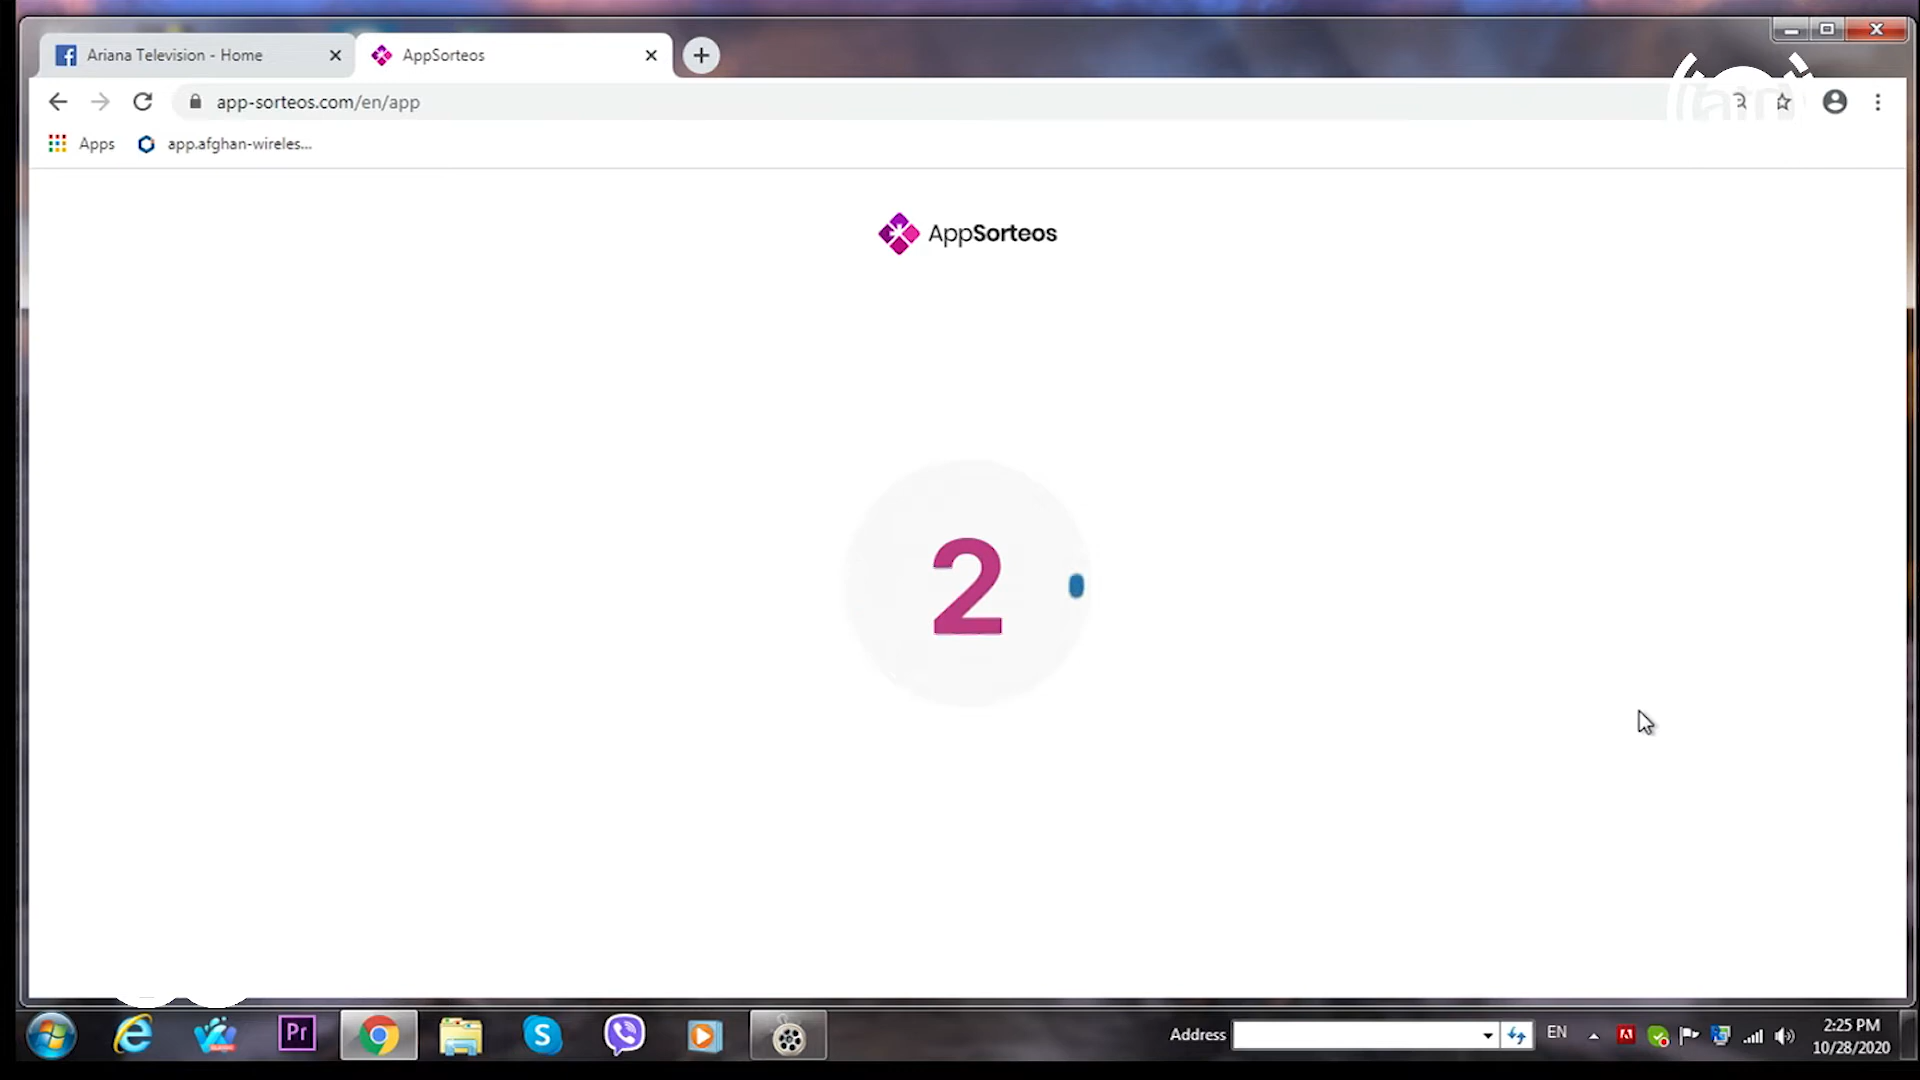 Ariana Television - Home
AppSorteos
app-sorteos.com/en/app
Apps
app.afghan-wireles...
AppSorteos
2
Pr
S
Address
EN
2:25 PM
10/28/2020